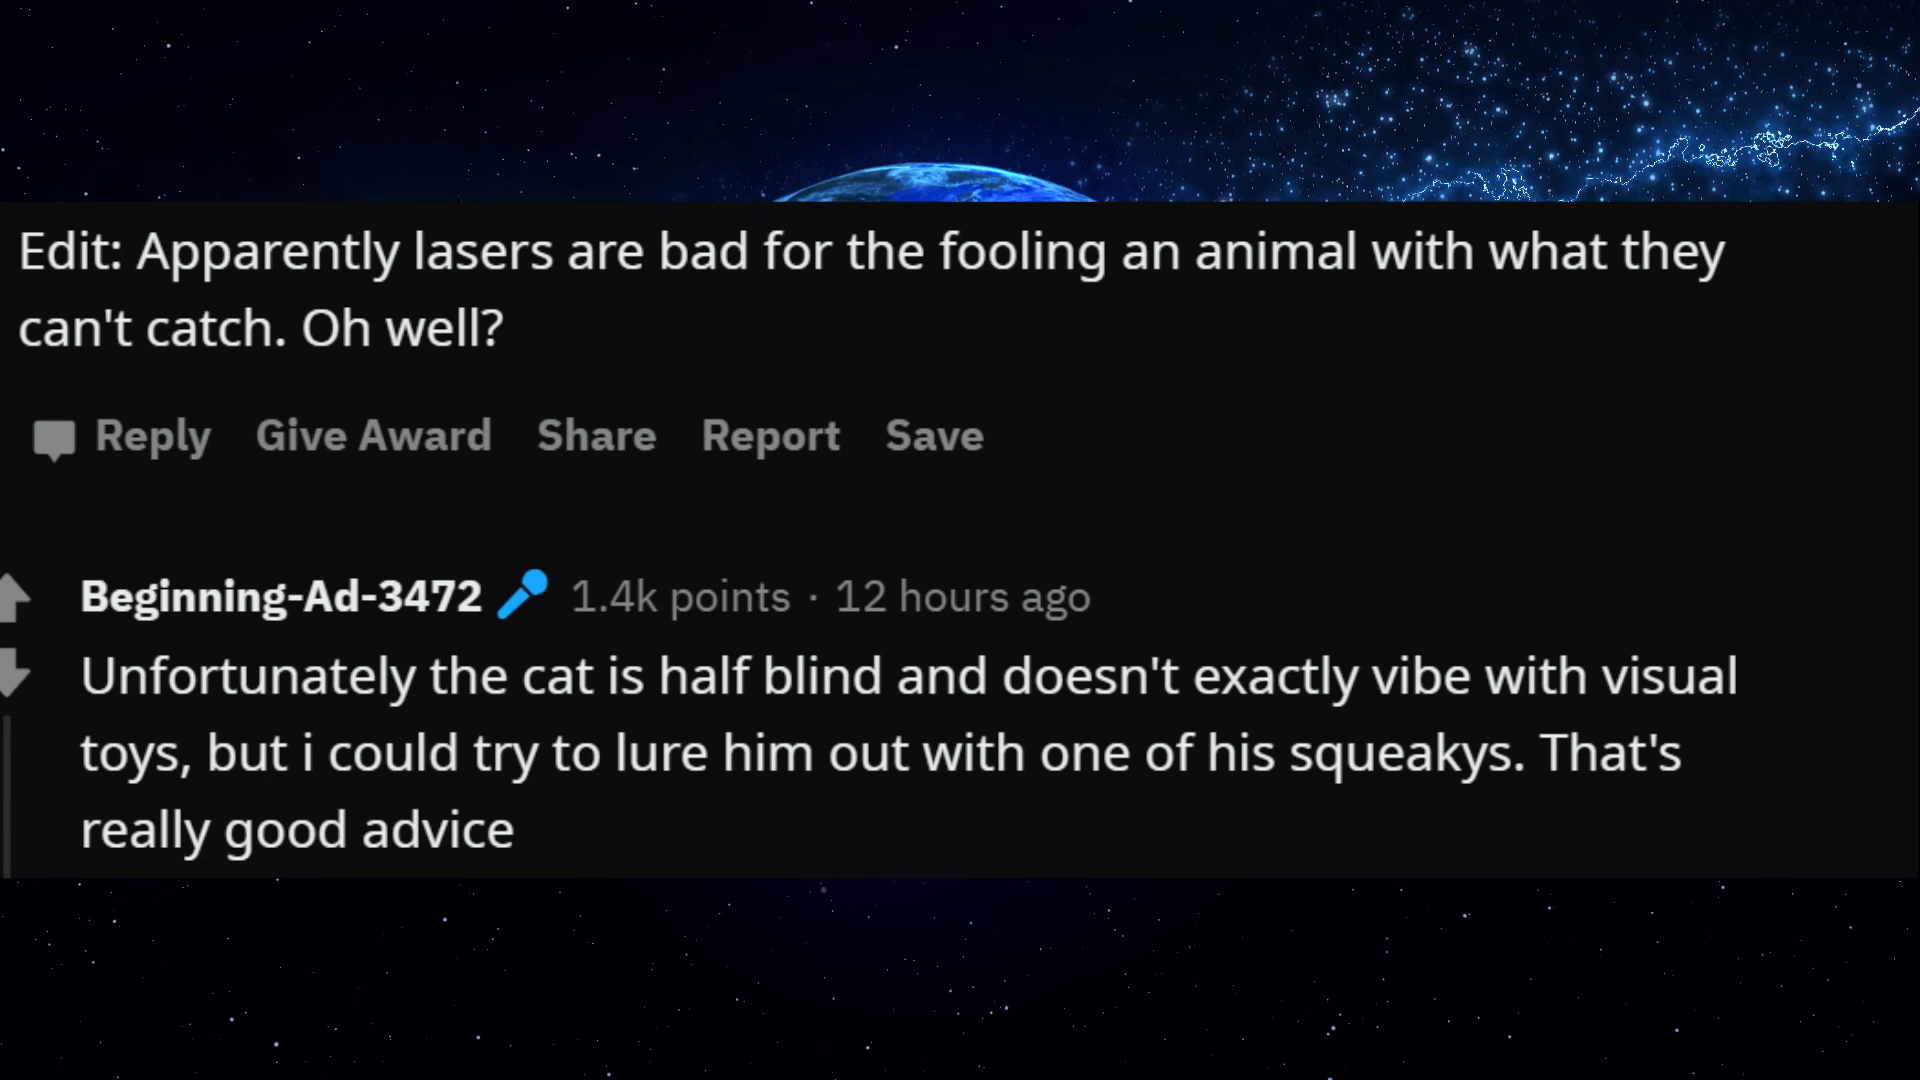 Edit: Apparently lasers are bad for the fooling an animal with what they
can't catch. Oh well?
Reply Give Award Share Report Save
Beginning-Ad-3472 1.4k points · 12 hours ago
Unfortunately the cat is half blind and doesn't exactly vibe with visual
toys, but i could try to lure him out with one of his squeakys. That's
really good advice